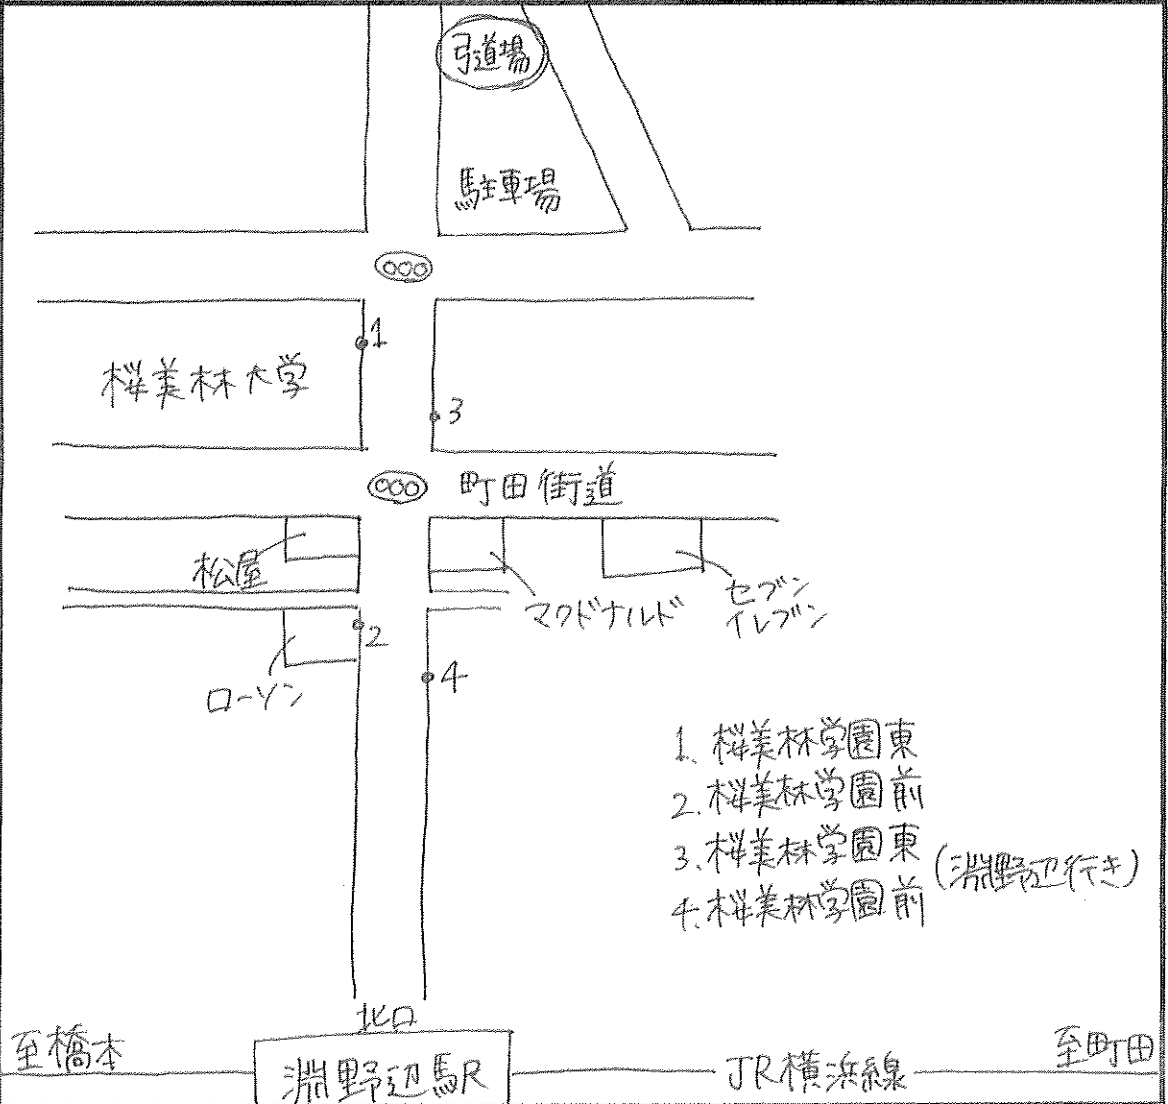 弓道場
駐車場
1
桜美林大学
3
町田街道
松屋
マクドナルド
セブン
イレブン
2
ローソン
4
1. 桜美林学園東
2. 桜美林学園前
3. 桜美林学園東
(淵野辺行き)
4. 桜美林学園前
北口
至橋本
淵野辺駅
JR横浜線
至町田